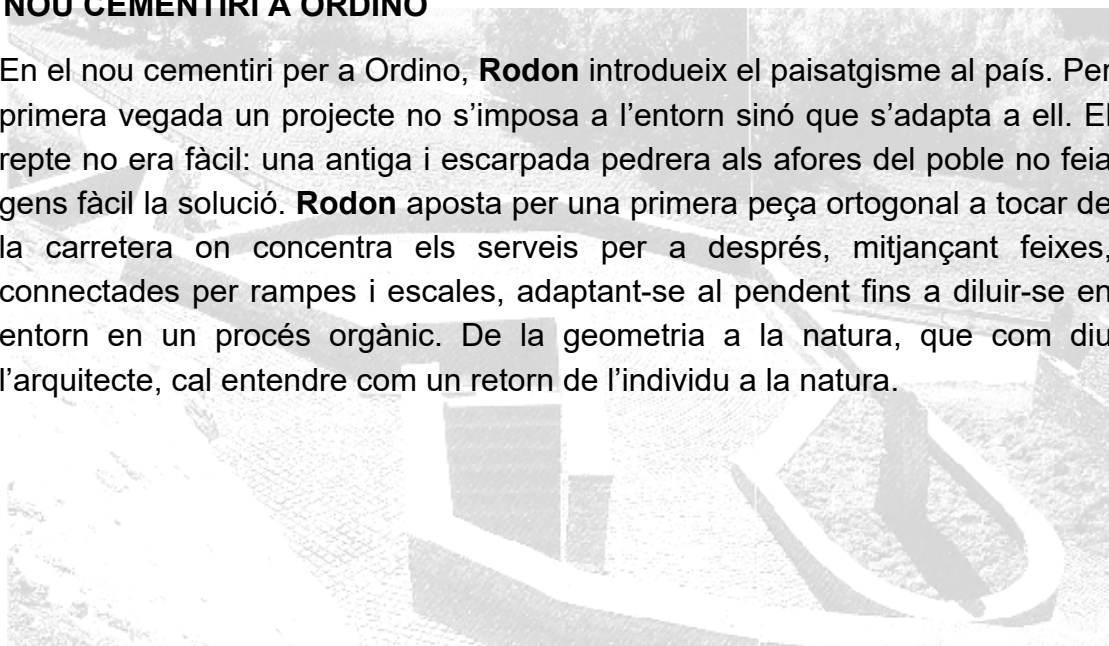 NOU CEMENTIRI A ORDINO
En el nou cementiri per a Ordino, Rodon introdueix el paisatgisme al país. Per
primera vegada un projecte no s’imposa a l’entorn sinó que s’adapta a ell. El
repte no era fàcil: una antiga i escarpada pedrera als afores del poble no feia
gens fàcil la solució. Rodon aposta per una primera peça ortogonal a tocar de
la carretera on concentra els serveis per a després, mitjançant feixes,
connectades per rampes i escales, adaptant-se al pendent fins a diluir-se en
entorn en un procés orgànic. De la geometria a la natura, que com diu
l’arquitecte, cal entendre com un retorn de l’individu a la natura.